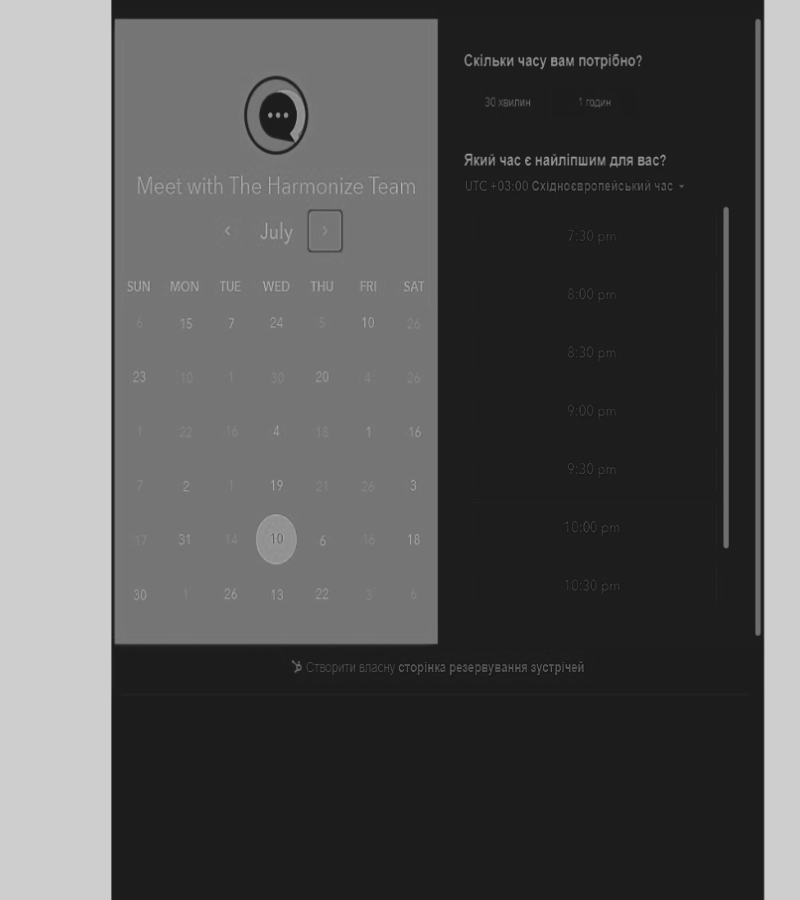 Meet with The Harmonize Team
July
SUN MON TUE WED THU FRI SAT
6 15 7 24 5 10 26
23 10 1 30 20 4 26
1 22 16 4 18 1 16
7 2 1 19 21 26 3
17 31 14 10 6 16 18
30 1 26 13 22 3 6
Скільки часу вам потрібно?
30 хвилин 1 годин
Який час є найліпшим для вас?
UTC +03:00 Східноєвропейський час
7:30 pm
8:00 pm
8:30 pm
9:00 pm
9:30 pm
10:00 pm
10:30 pm
Створити власну сторінка резервування зустрічей